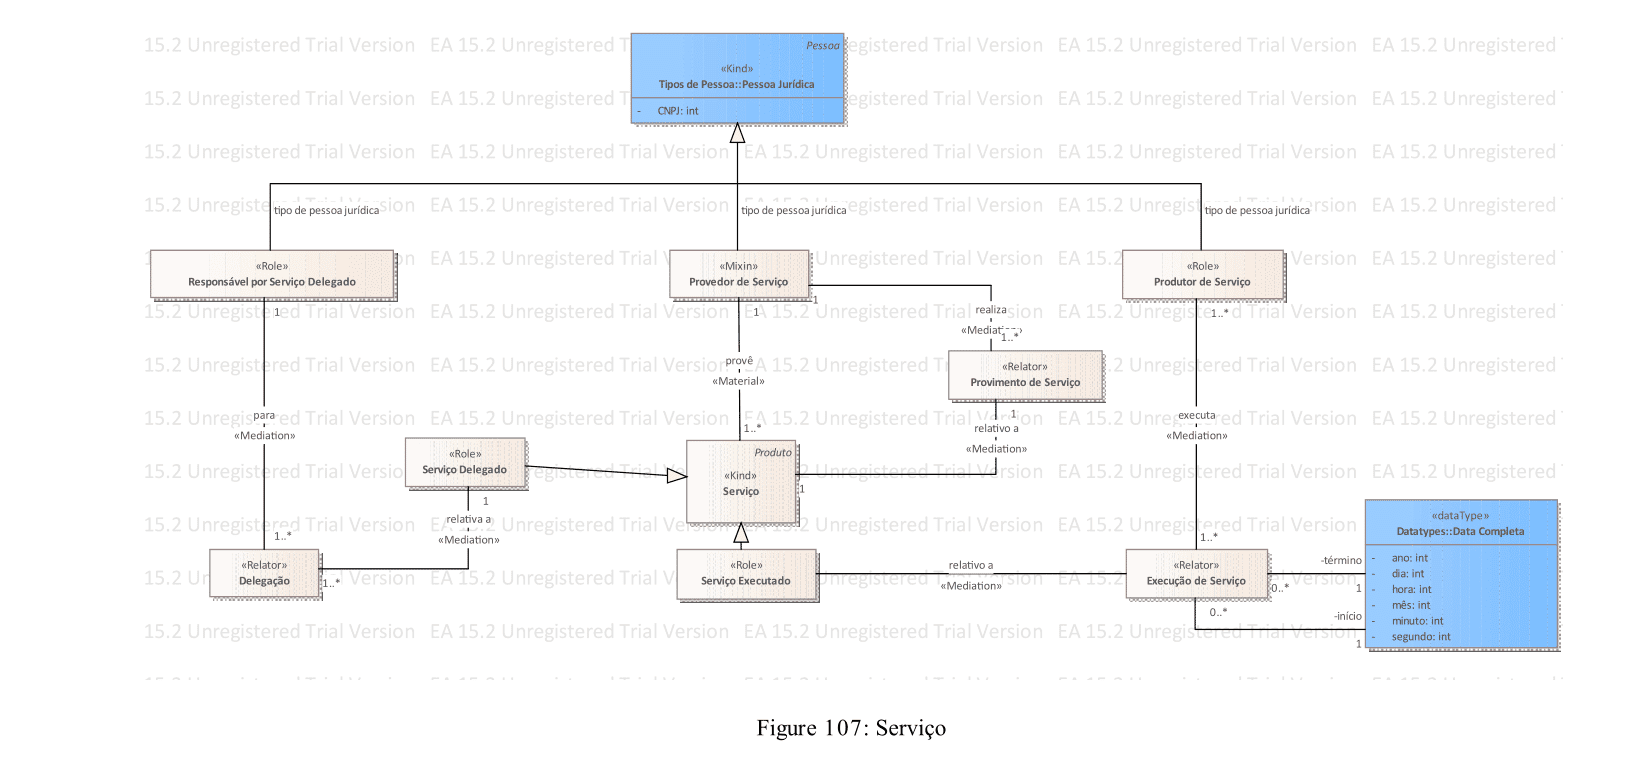 15.2 Unregistered Trial Version EA 15.2 Unregistered T
egistered Trial Version EA 15.2 Unregistered
Pessoa
«Kind»
Tipos de Pessoa::Pessoa Jurídica
- CNPJ: int
tipo de pessoa jurídica
tipo de pessoa jurídica
tipo de pessoa jurídica
«Role»
Responsável por Serviço Delegado
«Mixin»
Provedor de Serviço
«Role»
Produtor de Serviço
1
1
1
1..*
realiza
«Mediation»
1..*
provê
«Material»
«Relator»
Provimento de Serviço
para
«Mediation»
1
relativo a
«Mediation»
executa
«Mediation»
1..*
«Role»
Serviço Delegado
Produto
«Kind»
Serviço
1
1
relativa a
«Mediation»
1..*
1..*
«Relator»
Delegação
1..*
«Role»
Serviço Executado
relativo a
«Mediation»
«Relator»
Execução de Serviço
0..*
0..*
-término
1
-início
1
«dataType»
Datatypes::Data Completa
- ano: int
- dia: int
- hora: int
- mês: int
- minuto: int
- segundo: int
Figure 107: Serviço